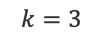 k = 3